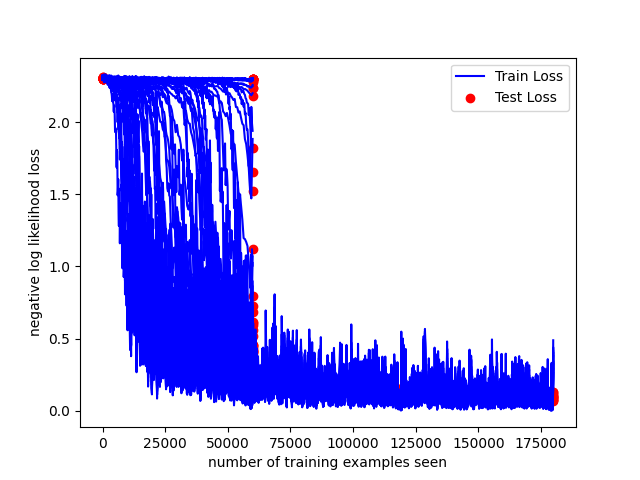 Train Loss
Test Loss
negative log likelihood loss
2.0
1.5
1.0
0.5
0.0
0 25000 50000 75000 100000 125000 150000 175000
number of training examples seen